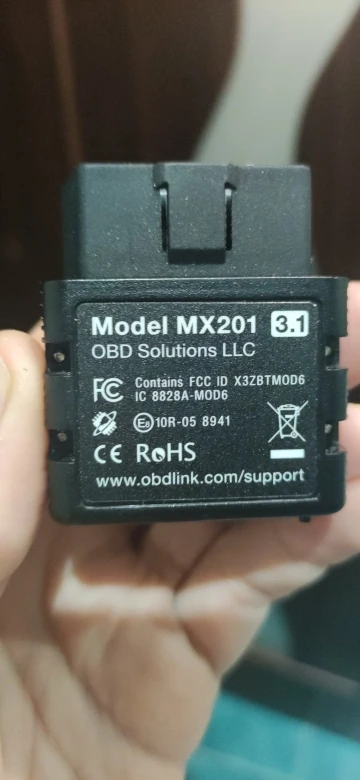 Model MX201 3.1
OBD Solutions LLC
FC Contains FCC ID X3ZBTMOD6
IC 8828A-MOD6
E8 10R-05 8941
CE RoHS
www.obdlink.com/support